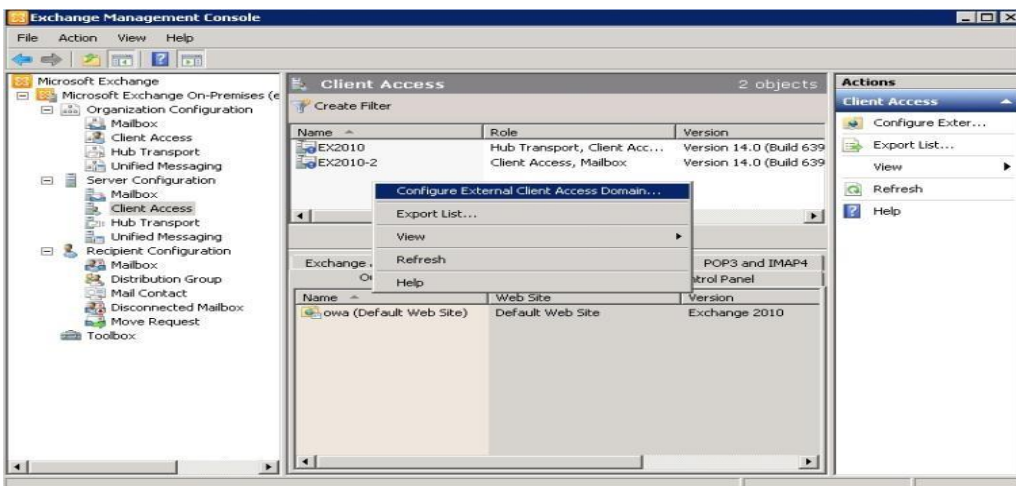 Exchange Management Console
File Action View Help
Microsoft Exchange
Microsoft Exchange On-Premises (e
Organization Configuration
Mailbox
Client Access
Hub Transport
Unified Messaging
Server Configuration
Mailbox
Client Access
Hub Transport
Unified Messaging
Recipient Configuration
Mailbox
Distribution Group
Mail Contact
Disconnected Mailbox
Move Request
Toolbox
Client Access 2 objects
Create Filter
Name Role Version
EX2010 Hub Transport, Client Acc... Version 14.0 (Build 639
EX2010-2 Client Access, Mailbox Version 14.0 (Build 639
Configure External Client Access Domain...
Export List...
View
Refresh
Help
Exchange POP3 and IMAP4
Panel
Name Web Site Version
owa (Default Web Site) Default Web Site Exchange 2010
Actions
Client Access
Configure Exter...
Export List...
View
Refresh
Help